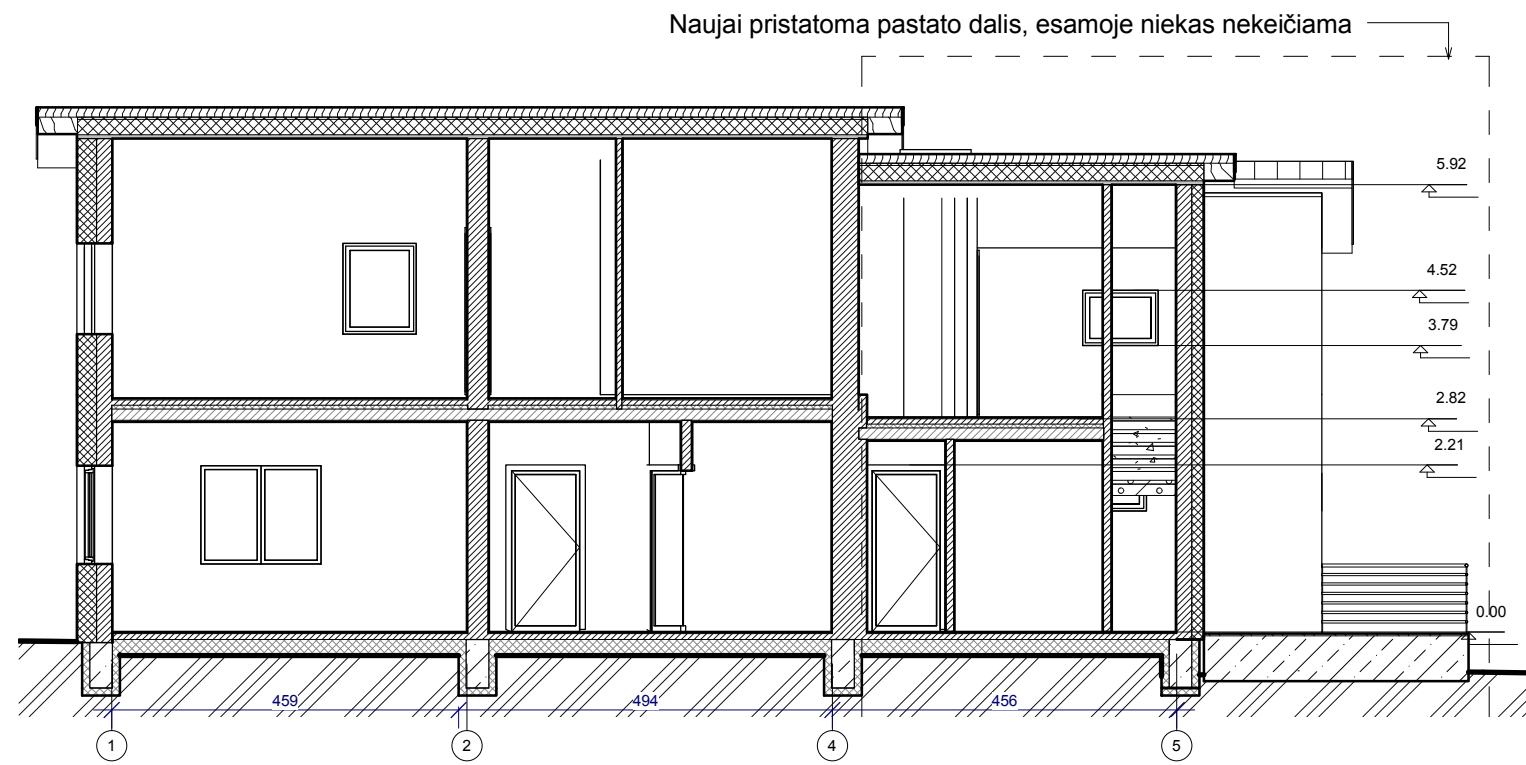 Naujai pristatoma pastato dalis, esamoje niekas nekeičiama
5.92
4.52
3.79
2.82
2.21
0.00
459 494 456
1 2 4 5